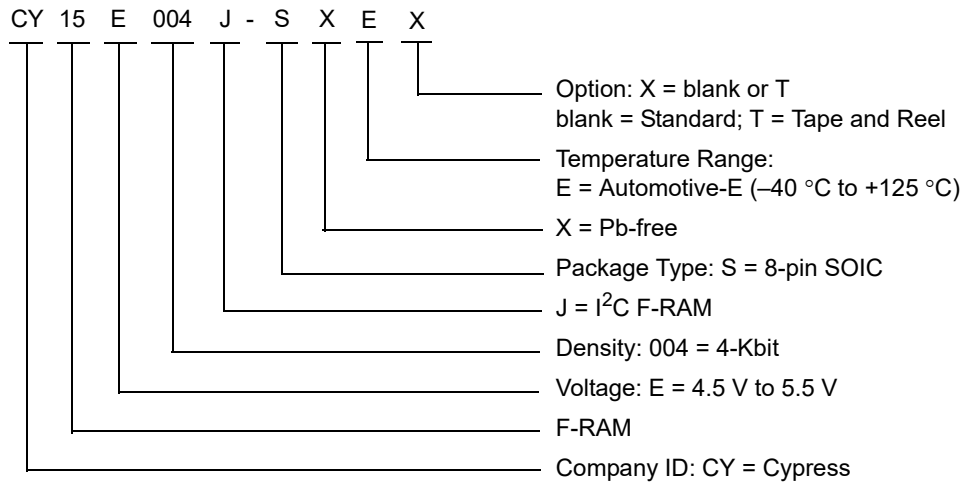 CY 15 E 004 J - S X E X
Option: X = blank or T
blank = Standard; T = Tape and Reel
Temperature Range:
E = Automotive-E (–40 °C to +125 °C)
X = Pb-free
Package Type: S = 8-pin SOIC
J = I²C F-RAM
Density: 004 = 4-Kbit
Voltage: E = 4.5 V to 5.5 V
F-RAM
Company ID: CY = Cypress